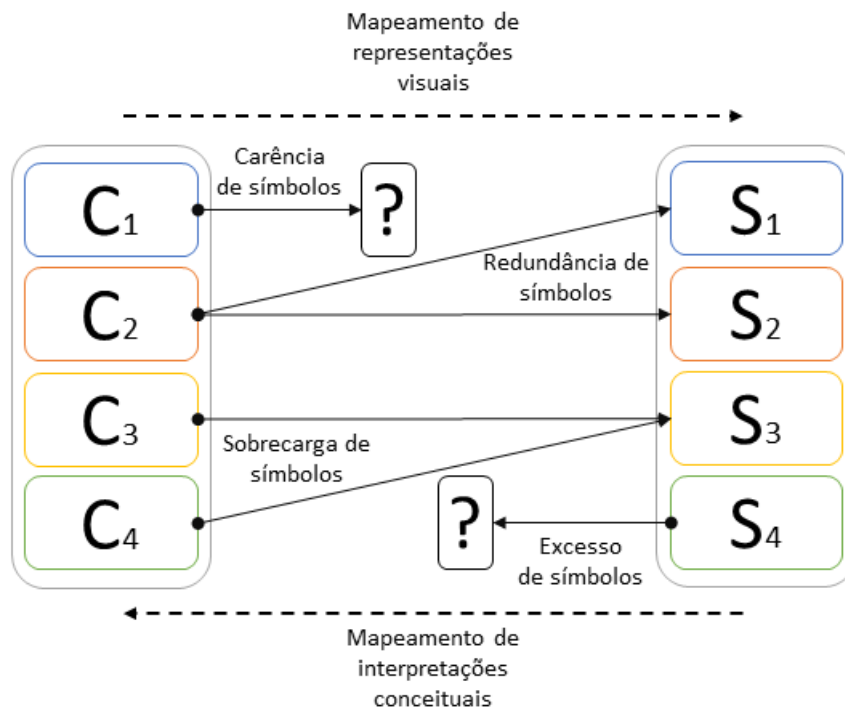 Mapeamento de
representações
visuais
Carência
de símbolos
C1
?
S1
Redundância de
símbolos
C2
S2
C3
S3
Sobrecarga de
símbolos
C4
?
S4
Excesso
de símbolos
Mapeamento de
interpretações
conceituais